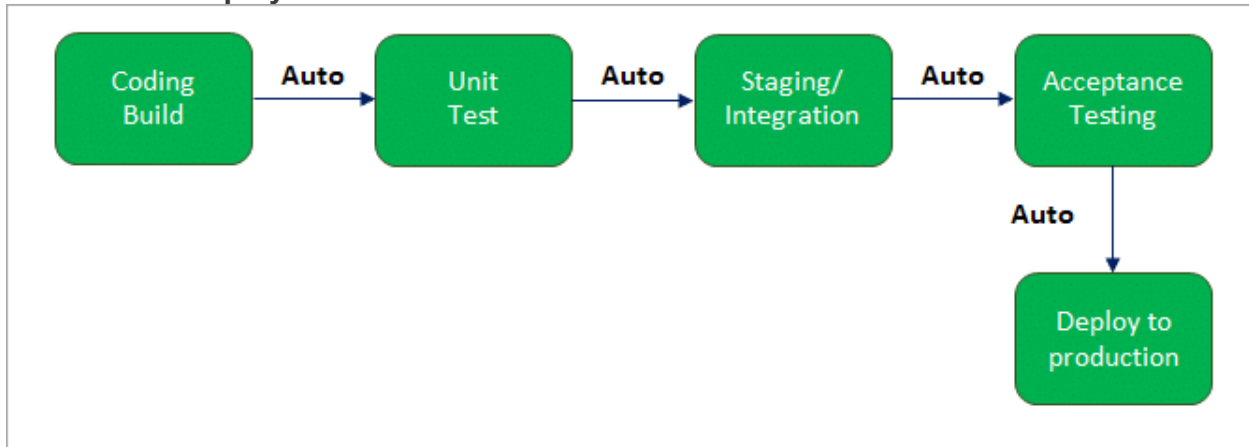 Coding
Build
Auto
Unit
Test
Auto
Staging/
Integration
Auto
Acceptance
Testing
Auto
Deploy to
production